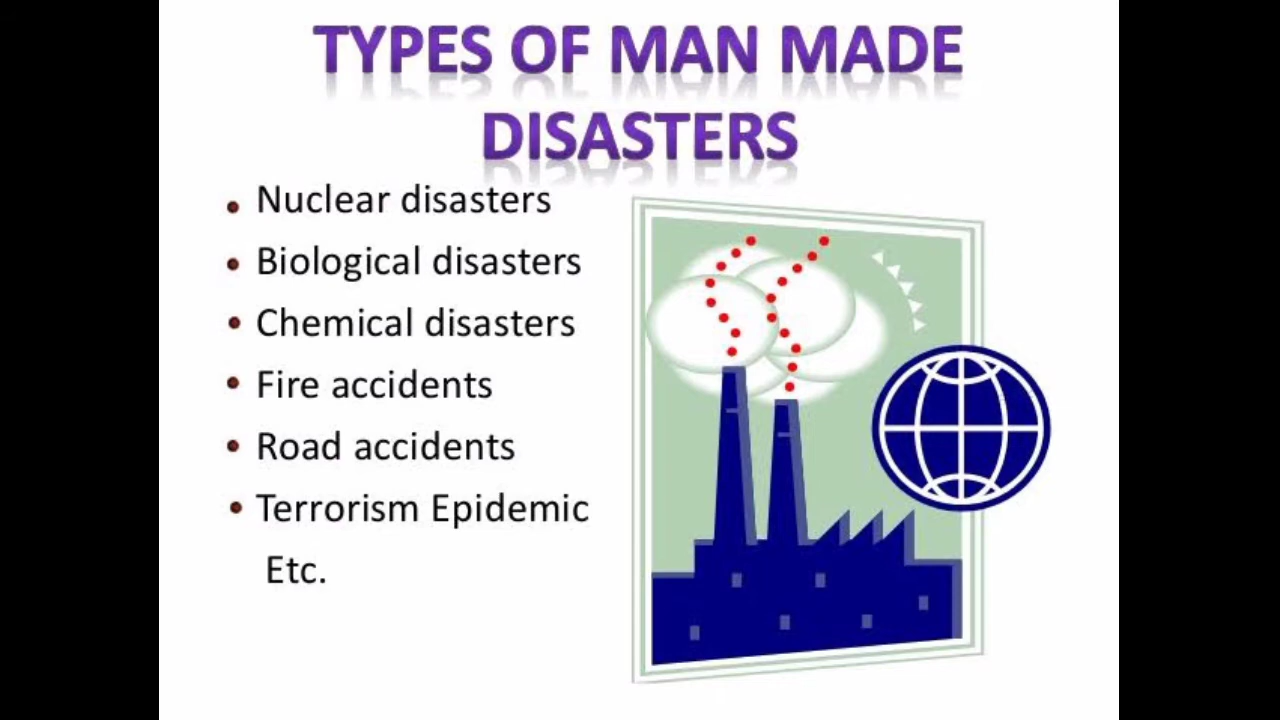 TYPES OF MAN MADE
DISASTERS
• Nuclear disasters
• Biological disasters
• Chemical disasters
• Fire accidents
• Road accidents
• Terrorism Epidemic
Etc.